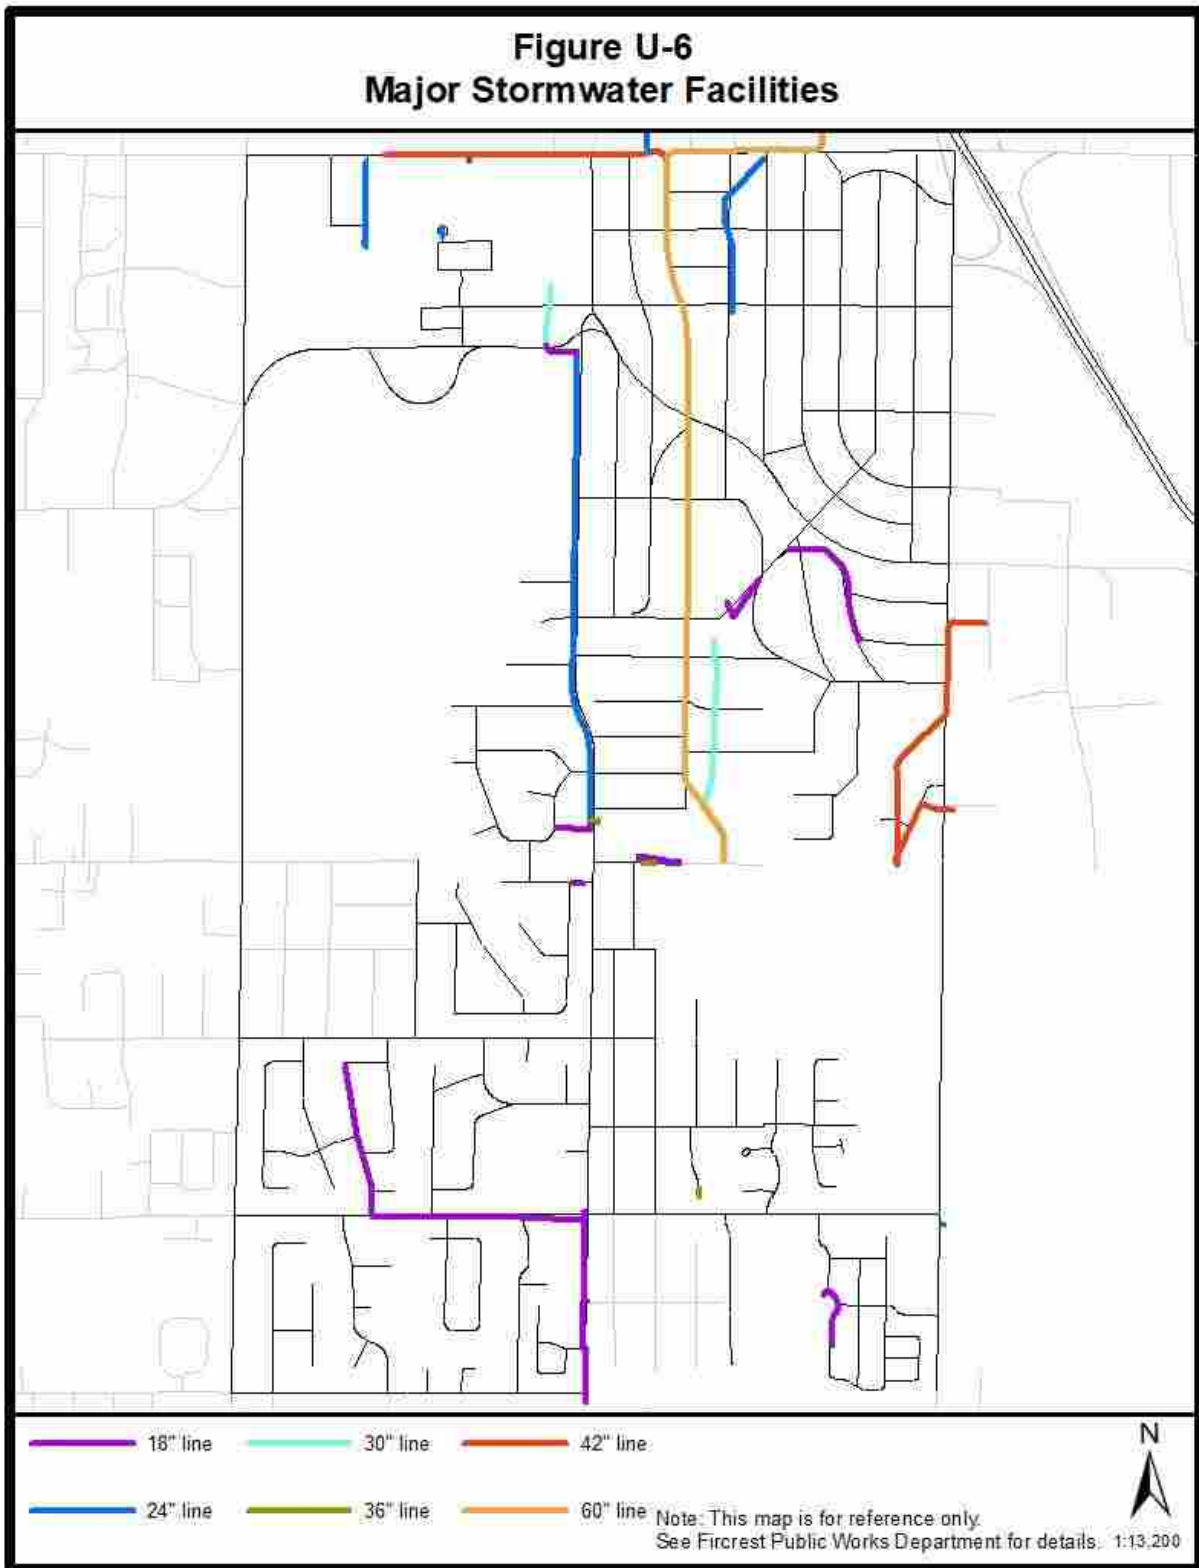 Figure U-6
Major Stormwater Facilities
18" line
30" line
42" line
24" line
36" line
60" line
Note: This map is for reference only.
See Fircrest Public Works Department for details.
N
1:13,200